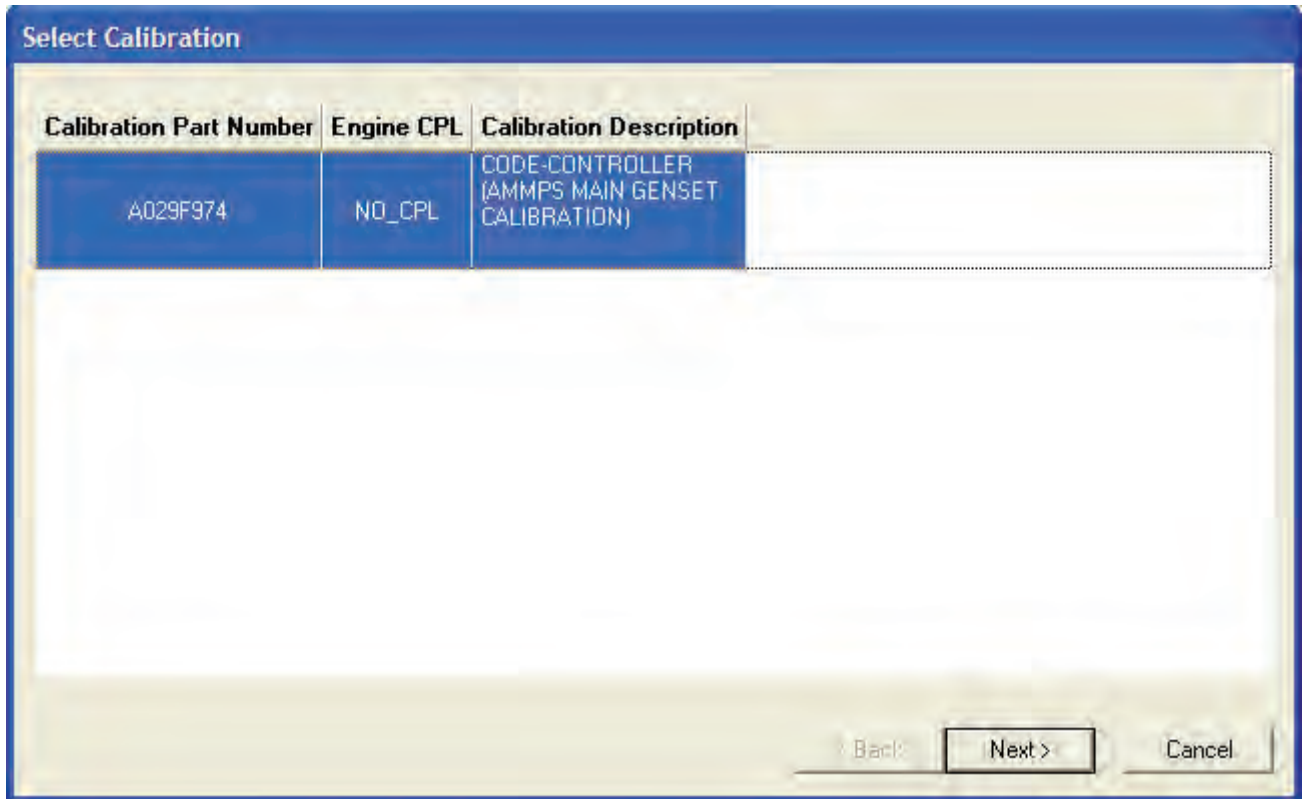 Select Calibration
Calibration Part Number Engine CPL Calibration Description
A029F974 NO_CPL CODE-CONTROLLER
(AMMPS MAIN GENSET
CALIBRATION)
< Back Next > Cancel